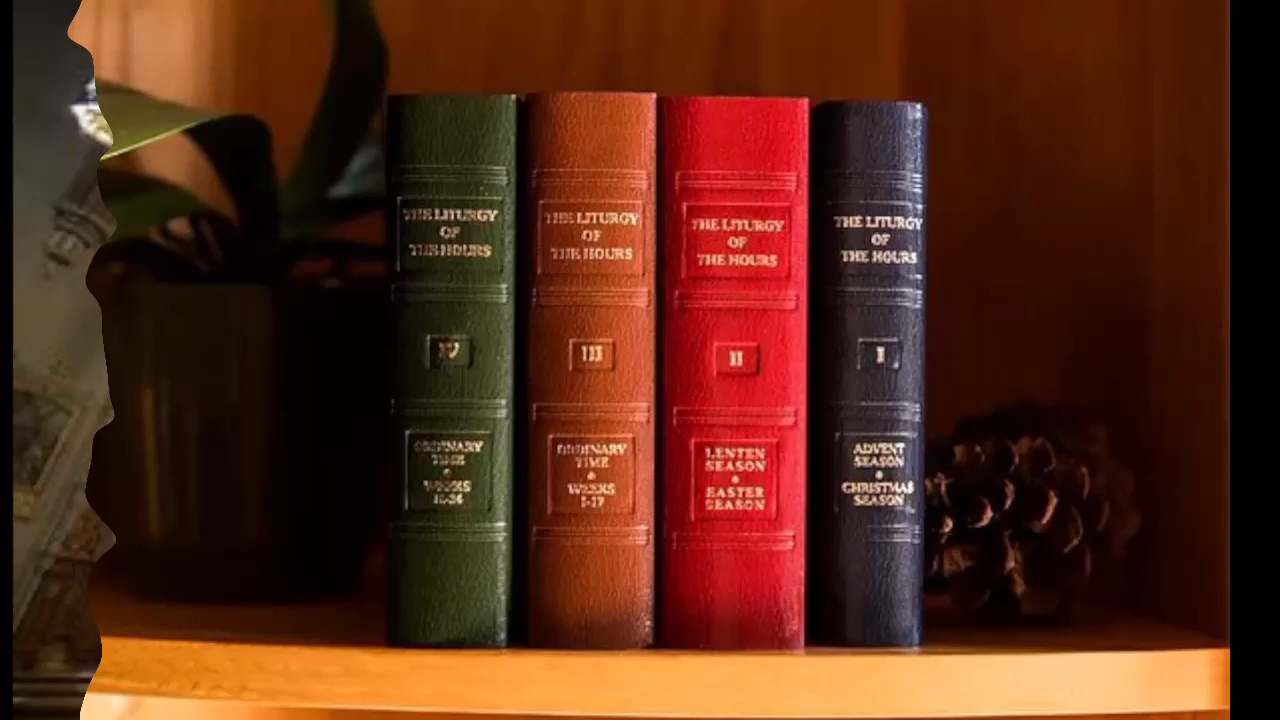 THE LITURGY
OF
THE HOURS
IV
ORDINARY
TIME
WEEKS
THE LITURGY
OF
THE HOURS
III
ORDINARY
TIME
WEEKS
1-17
THE LITURGY
OF
THE HOURS
II
LENTEN
SEASON
EASTER
SEASON
THE LITURGY
OF
THE HOURS
I
ADVENT
SEASON
CHRISTMAS
SEASON